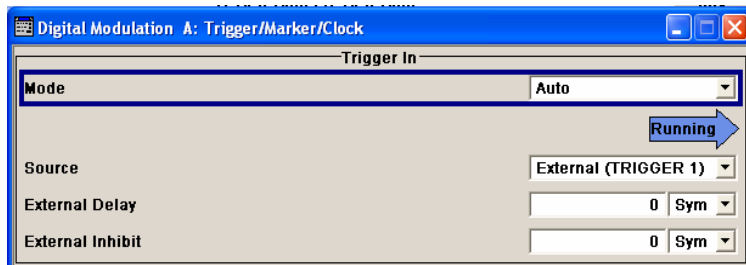 Digital Modulation A: Trigger/Marker/Clock
Trigger In
Mode Auto
Running
Source External (TRIGGER 1)
External Delay 0 Sym
External Inhibit 0 Sym